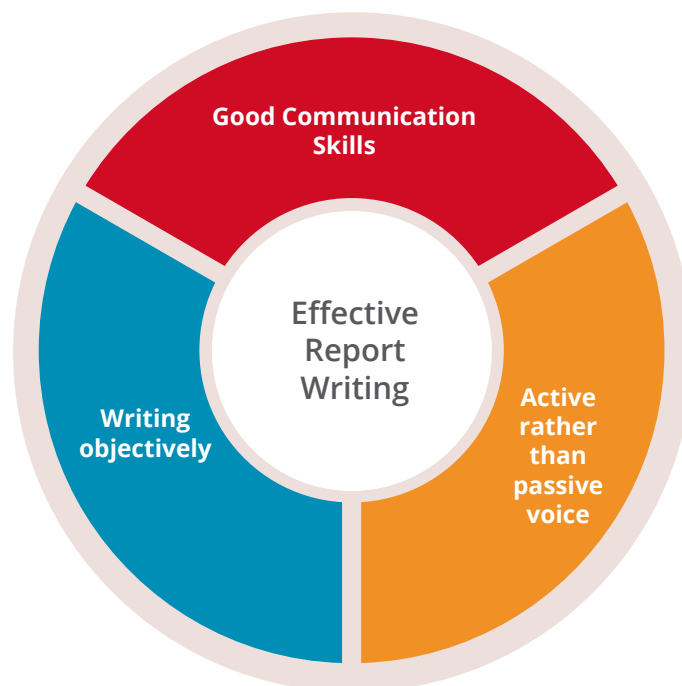 Good Communication
Skills
Effective
Report
Writing
Writing
objectively
Active
rather
than
passive
voice